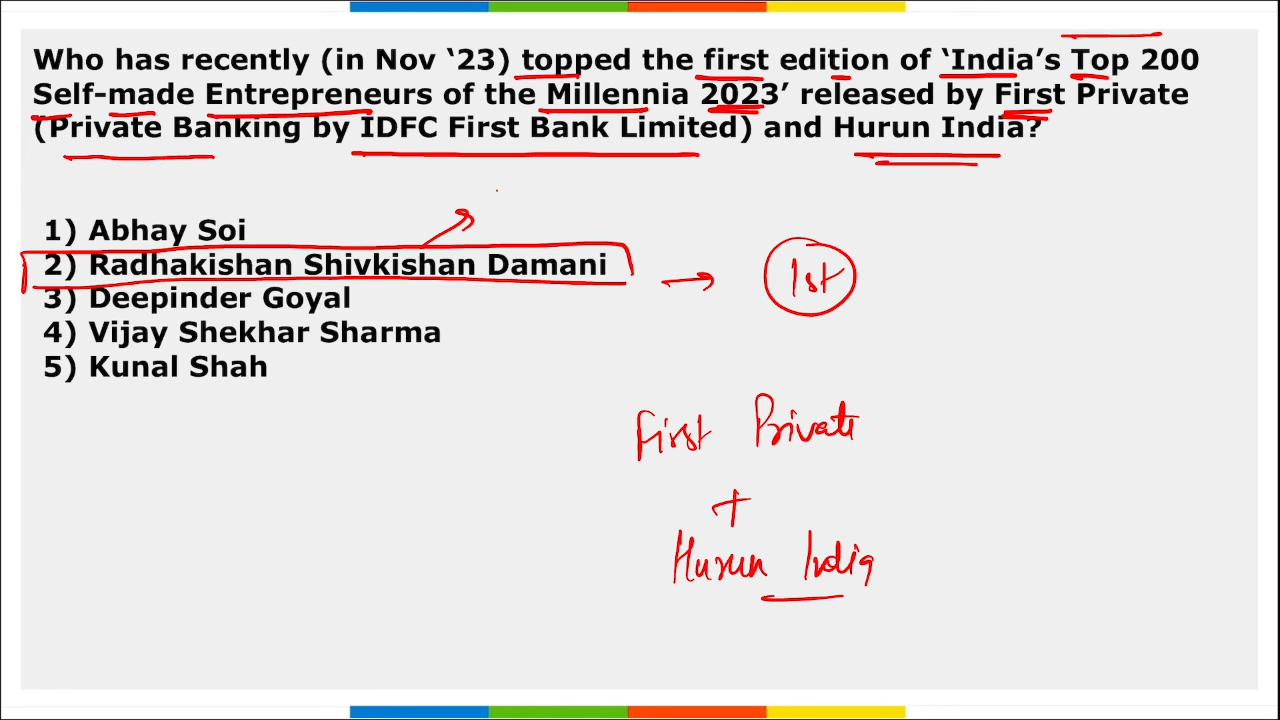 Who has recently (in Nov ‘23) topped the first edition of ‘India’s Top 200
Self-made Entrepreneurs of the Millennia 2023’ released by First Private
(Private Banking by IDFC First Bank Limited) and Hurun India?
1) Abhay Soi
2) Radhakishan Shivkishan Damani
1st
3) Deepinder Goyal
4) Vijay Shekhar Sharma
5) Kunal Shah
First Private
+
Hurun India